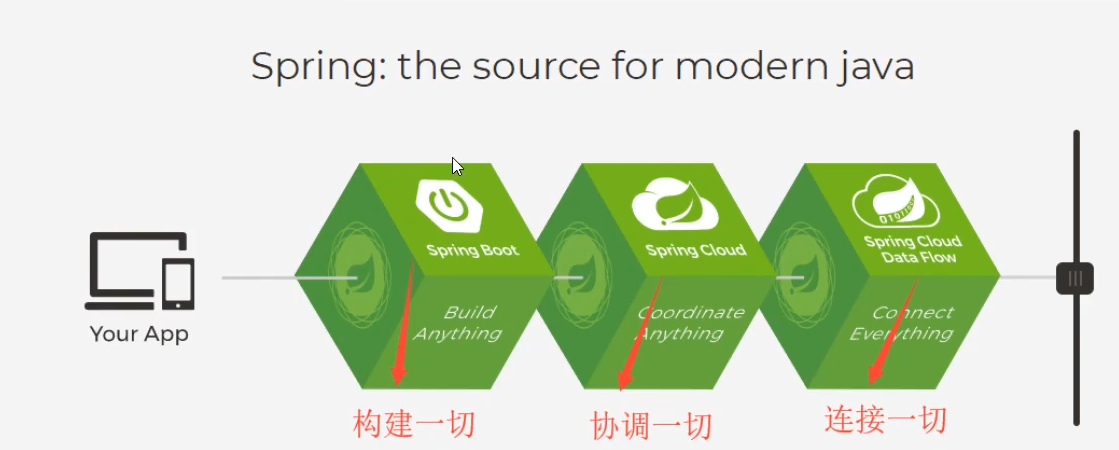 Spring: the source for modern java
Your App
Spring Boot
Build
Anything
构建一切
Spring Cloud
Coordinate
Anything
协调一切
Spring Cloud
Data Flow
Connect
Everything
连接一切